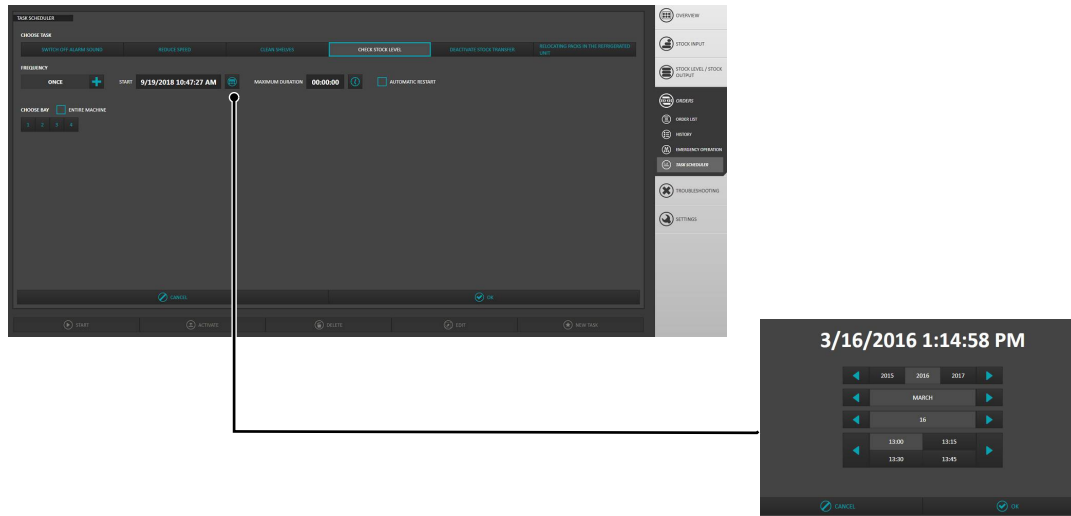 TASK SCHEDULER
CHOOSE TASK
SWITCH OFF ALARM SOUND
REDUCE SPEED
CLEAN SHELVES
CHECK STOCK LEVEL
DEACTIVATE STOCK TRANSFER
RELOCATING PACKS IN THE REFRIGERATED
UNIT
FREQUENCY
ONCE
START 9/19/2018 10:47:27 AM
MAXIMUM DURATION 00:00:00
AUTOMATIC RESTART
CHOOSE BAY ENTIRE MACHINE
1 2 3 4
CANCEL
OK
START
ACTIVATE
DELETE
EDIT
NEW TASK
OVERVIEW
STOCK INPUT
STOCK LEVEL / STOCK
OUTPUT
ORDERS
ORDER LIST
HISTORY
EMERGENCY OPERATION
TASK SCHEDULER
TROUBLESHOOTING
SETTINGS
3/16/2016 1:14:58 PM
2015 2016 2017
MARCH
16
13:00 13:15
13:30 13:45
CANCEL
OK